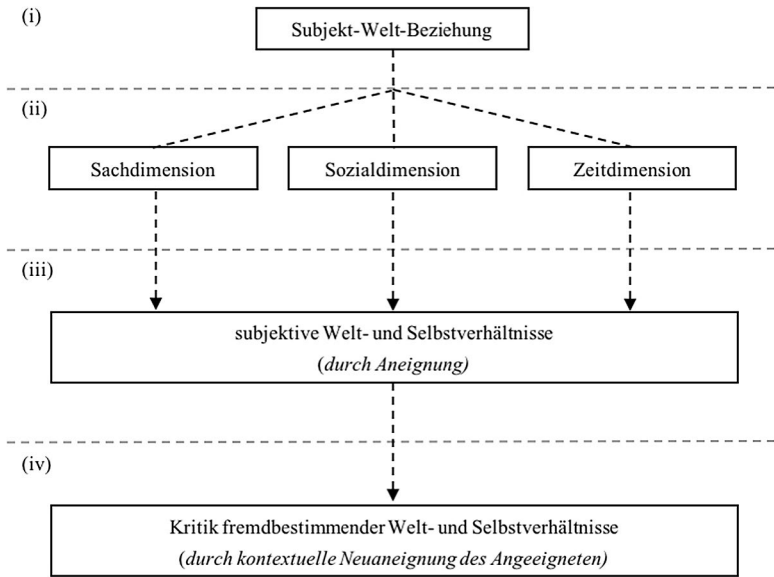 (i)
Subjekt-Welt-Beziehung
(ii)
Sachdimension
Sozialdimension
Zeitdimension
(iii)
subjektive Welt- und Selbstverhältnisse
(durch Aneignung)
(iv)
Kritik fremdbestimmender Welt- und Selbstverhältnisse
(durch kontextuelle Neuaneignung des Angeeigneten)